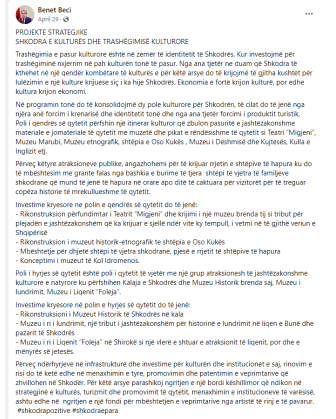 Benet Beci
April 29 ·
PROJEKTE STRATEGJIKE
SHKODRA E KULTURËS DHE TRASHËGIMISË KULTURORE
Trashëgimia e pasur kulturore është në zemër të identitetit të Shkodrës. Kur investojmë për
trashëgiminë nxjerrim në pah kulturën tonë të pasur. Nga ana tjetër ne duam që Shkodra të
kthehet në një qendër kombëtare të kulturës e për këtë arsye do të krijojmë të gjitha kushtet për
lulëzimin e një kulture krijuese siç i ka hije Shkodrës. Ekonomia e fortë krijon kulturë, por edhe
kultura krijon ekonomi.
Në programin tonë do të konsolidojmë dy pole kulturore për Shkodrën, të cilat do të jenë nga
njëra anë forcim i krenarisë dhe identitetit tonë dhe nga ana tjetër forcimi i produktit turistik.
Poli i qendrës së qytetit përfshin një itinerar kulturor që zbulon pasuritë e jashtëzakonshme
materiale e jomateriale të qytetit me muzetë dhe pikat e rëndësishme të qytetit si Teatri "Migjeni",
Muzeu Marubi, Muzeu etnografik, shtëpia e Oso Kukës , Muzeu i Dëshmisë dhe Kujtesës, Kulla e
Inglizit etj.
Përveç këtyre atraksioneve publike, angazhohemi për të krijuar rrjetin e shtëpive të hapura ku do
të mbështesim me grante falas nga bashkia e burime të tjera shtëpi të vjetra të familjeve
shkodrane që mund të jenë të hapura në orare apo ditë të caktuara për vizitorët për të treguar
copëza historie të mrekullueshme të qytetit.
Investime kryesore ne polin e qendrës së qytetit do të jenë:
- Rikonstruksion përfundimtar i Teatrit "Migjeni" dhe krijimi i një muzeu brenda tij si tribut për
plejadën e jashtëzakonshëm që ka krijuar e sjellë ndër vite ky tempull, i vetmi në të gjithë veriun e
Shqipërisë
- Rikonstruksion i muzeut historik-etnografik te shtëpia e Oso Kukës
- Mbështetje për dhjetë shtëpi të vjetra shkodrane, pjesë e rrjetit të shtëpive të hapura
- Konceptimi i muzeut të Kol Idromenos.
Poli i hyrjes së qytetit është poli i qytetit të vjetër me një grup atraksionesh të jashtëzakonshme
kulturore e natyrore ku përfshihen Kalaja e Shkodrës dhe Muzeu Historik brenda saj, Muzeu i
lundrimit, Muzeu i Liqenit "Foleja".
Investime kryesore në polin e hyrjes së qytetit do të jenë:
- Rikonstruksioni i Muzeut Historik të Shkodrës në kala
- Muzeu i ri i lundrimit, një tribut i jashtëzakonshëm për historinë e lundrimit në liqen e Bunë dhe
pazarit të Shkodrës
- Muzeu i ri i Liqenit "Foleja" në Shirokë si një vlerë e shtuar e atraksionit të liqenit, por dhe e
mënyrës së jetesës.
Përveç ndërhyrjeve në infrastrukturë dhe investime për kulturën dhe institucionet e saj, rinovim e
risi do të ketë edhe në menaxhimin e tyre, promovimin dhe patentimin e veprimtarive që
zhvillohen në Shkodër. Për këtë arsye parashikoj ngritjen e një bordi këshillimor që ndikon në
strategjinë e kulturës, turizmit dhe promovimit të qytetit, menaxhimin e institucioneve të varësisë,
ashtu edhe në ngritjen e një fondi për mbështetjen e veprimtarive nga artistë të rinj e të pavarur.
#shkodrapozitive #shkodraepara